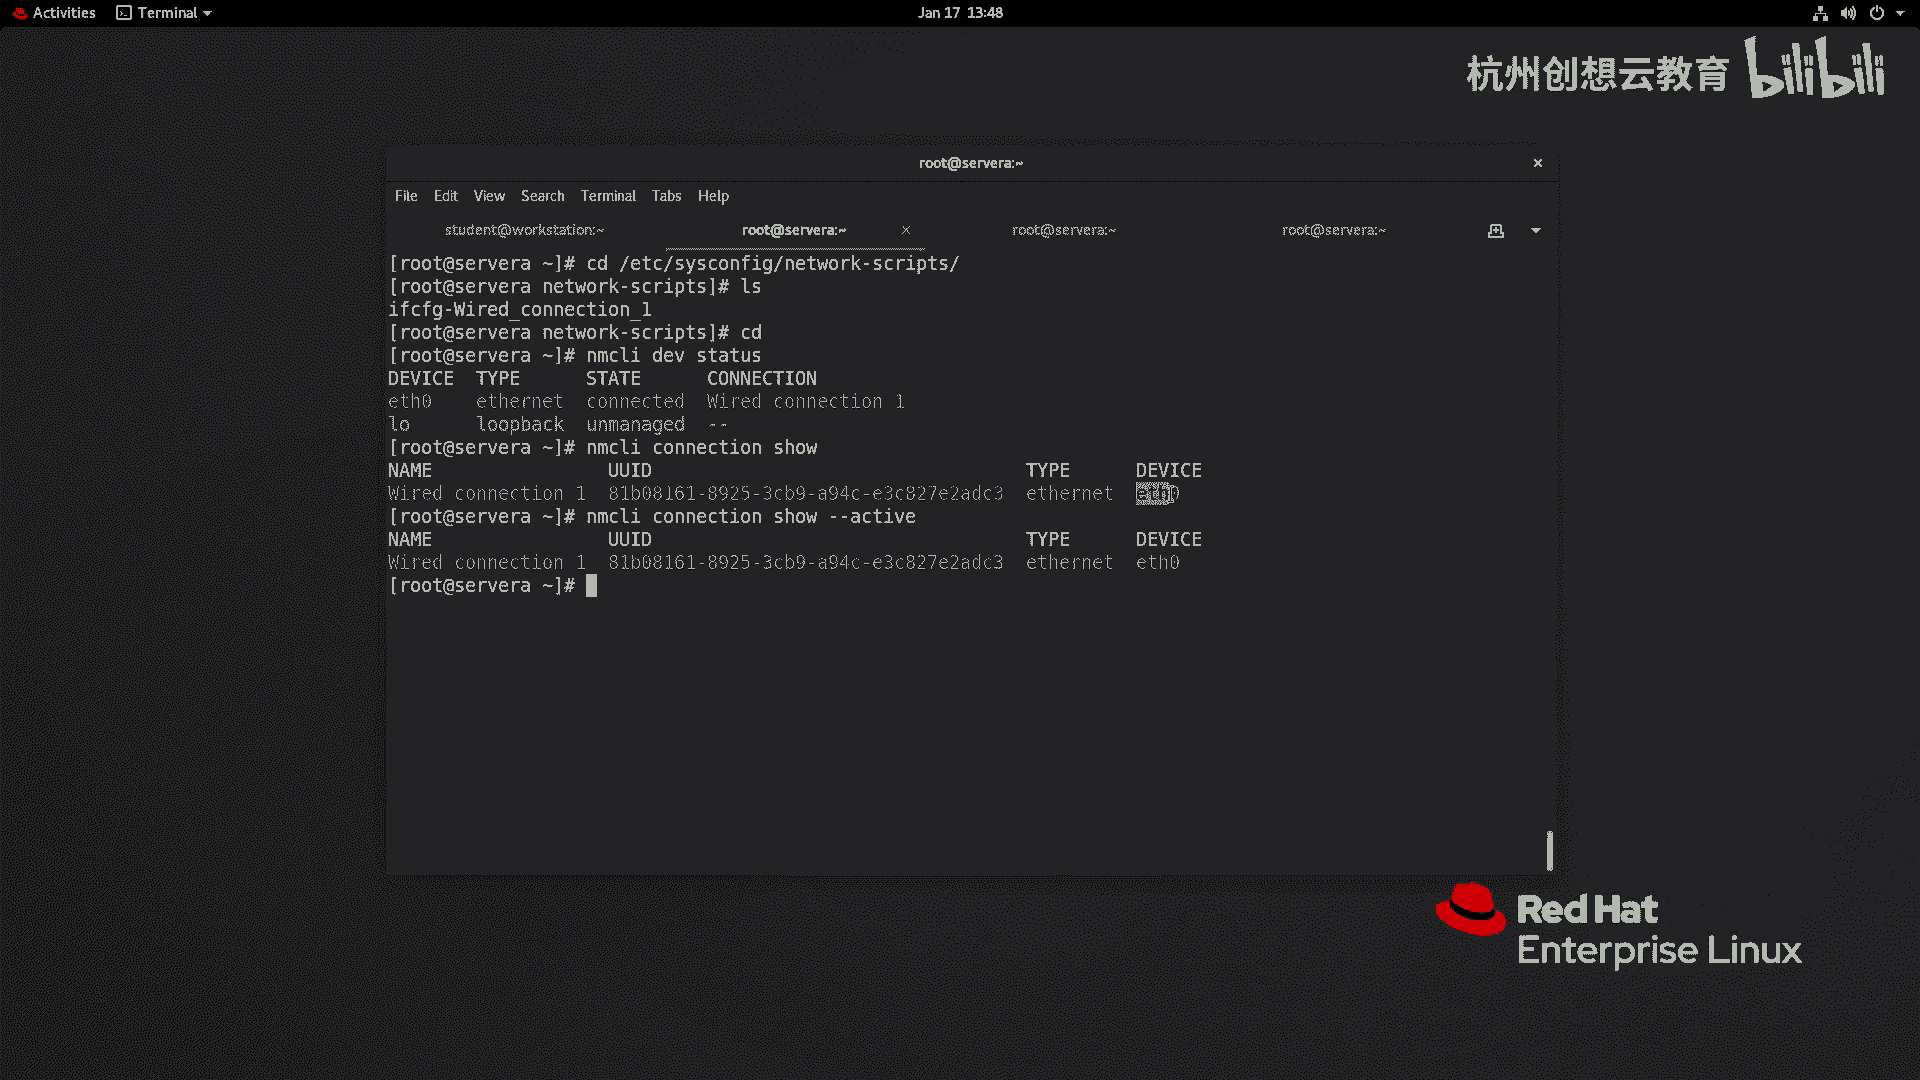 Activities Terminal Jan 17 13:48
杭州创想云教育 bilibili
root@servera:~
File Edit View Search Terminal Tabs Help
student@workstation:~ root@servera:~ root@servera:~ root@servera:~
[root@servera ~]# cd /etc/sysconfig/network-scripts/
[root@servera network-scripts]# ls
ifcfg-Wired_connection_1
[root@servera network-scripts]# cd
[root@servera ~]# nmcli dev status
DEVICE TYPE STATE CONNECTION
eth0 ethernet connected Wired connection 1
lo loopback unmanaged --
[root@servera ~]# nmcli connection show
NAME UUID TYPE DEVICE
Wired connection 1 81b08161-8925-3cb9-a94c-e3c827e2adc3 ethernet eth0
[root@servera ~]# nmcli connection show --active
NAME UUID TYPE DEVICE
Wired connection 1 81b08161-8925-3cb9-a94c-e3c827e2adc3 ethernet eth0
[root@servera ~]#
Red Hat
Enterprise Linux